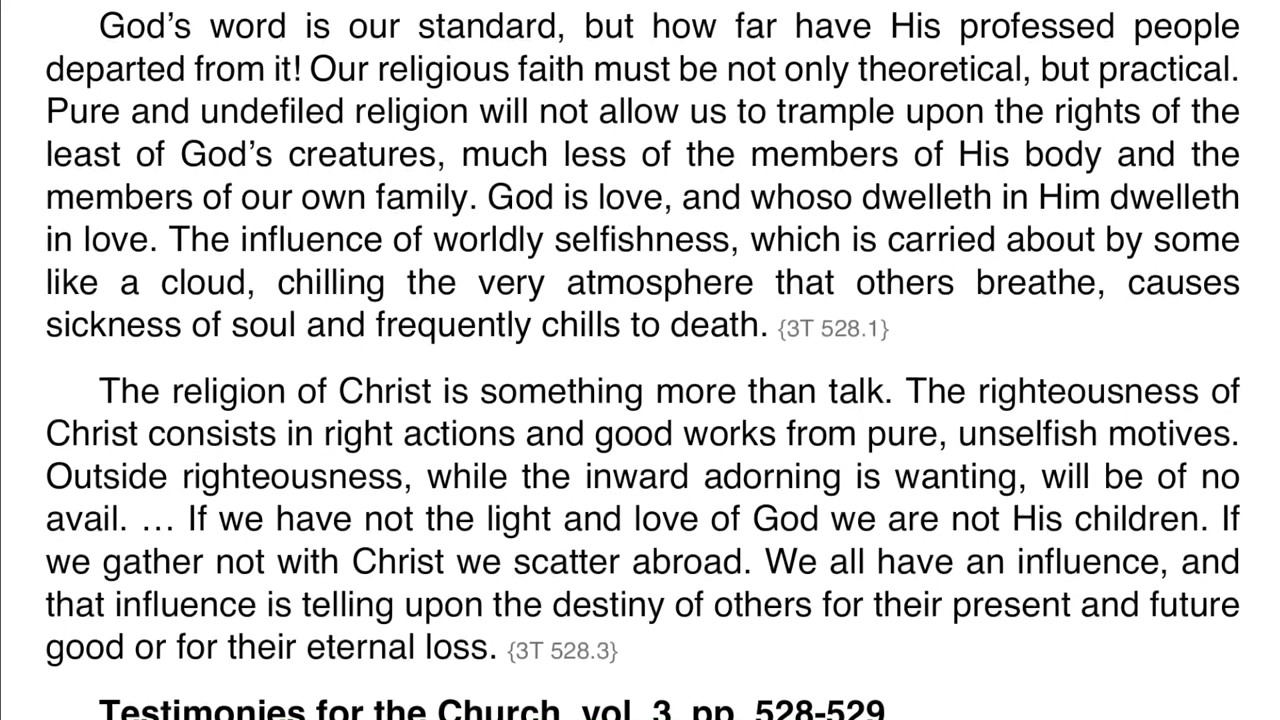 God’s word is our standard, but how far have His professed people
departed from it! Our religious faith must be not only theoretical, but practical.
Pure and undefiled religion will not allow us to trample upon the rights of the
least of God’s creatures, much less of the members of His body and the
members of our own family. God is love, and whoso dwelleth in Him dwelleth
in love. The influence of worldly selfishness, which is carried about by some
like a cloud, chilling the very atmosphere that others breathe, causes
sickness of soul and frequently chills to death. {3T 528.1}
The religion of Christ is something more than talk. The righteousness of
Christ consists in right actions and good works from pure, unselfish motives.
Outside righteousness, while the inward adorning is wanting, will be of no
avail. … If we have not the light and love of God we are not His children. If
we gather not with Christ we scatter abroad. We all have an influence, and
that influence is telling upon the destiny of others for their present and future
good or for their eternal loss. {3T 528.3}
Testimonies for the Church, vol. 3, pp. 528-529